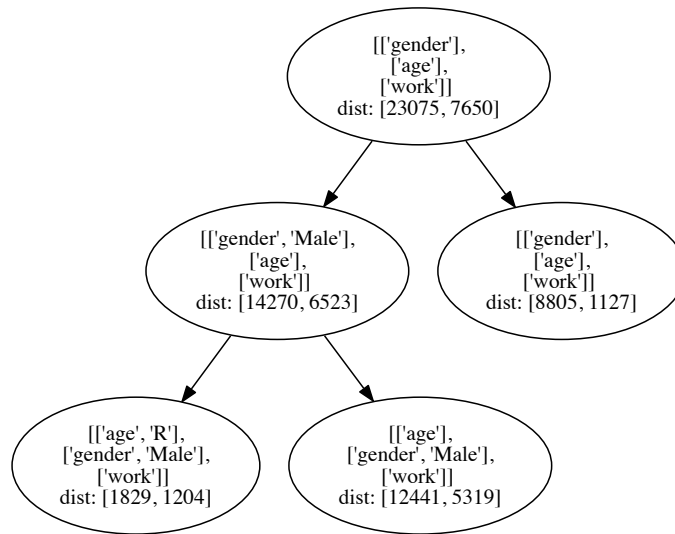 [['gender'],
['age'],
['work']]
dist: [23075, 7650]
[['gender', 'Male'],
['age'],
['work']]
dist: [14270, 6523]
[['gender'],
['age'],
['work']]
dist: [8805, 1127]
[['age', 'R'],
['gender', 'Male'],
['work']]
dist: [1829, 1204]
[['age'],
['gender', 'Male'],
['work']]
dist: [12441, 5319]